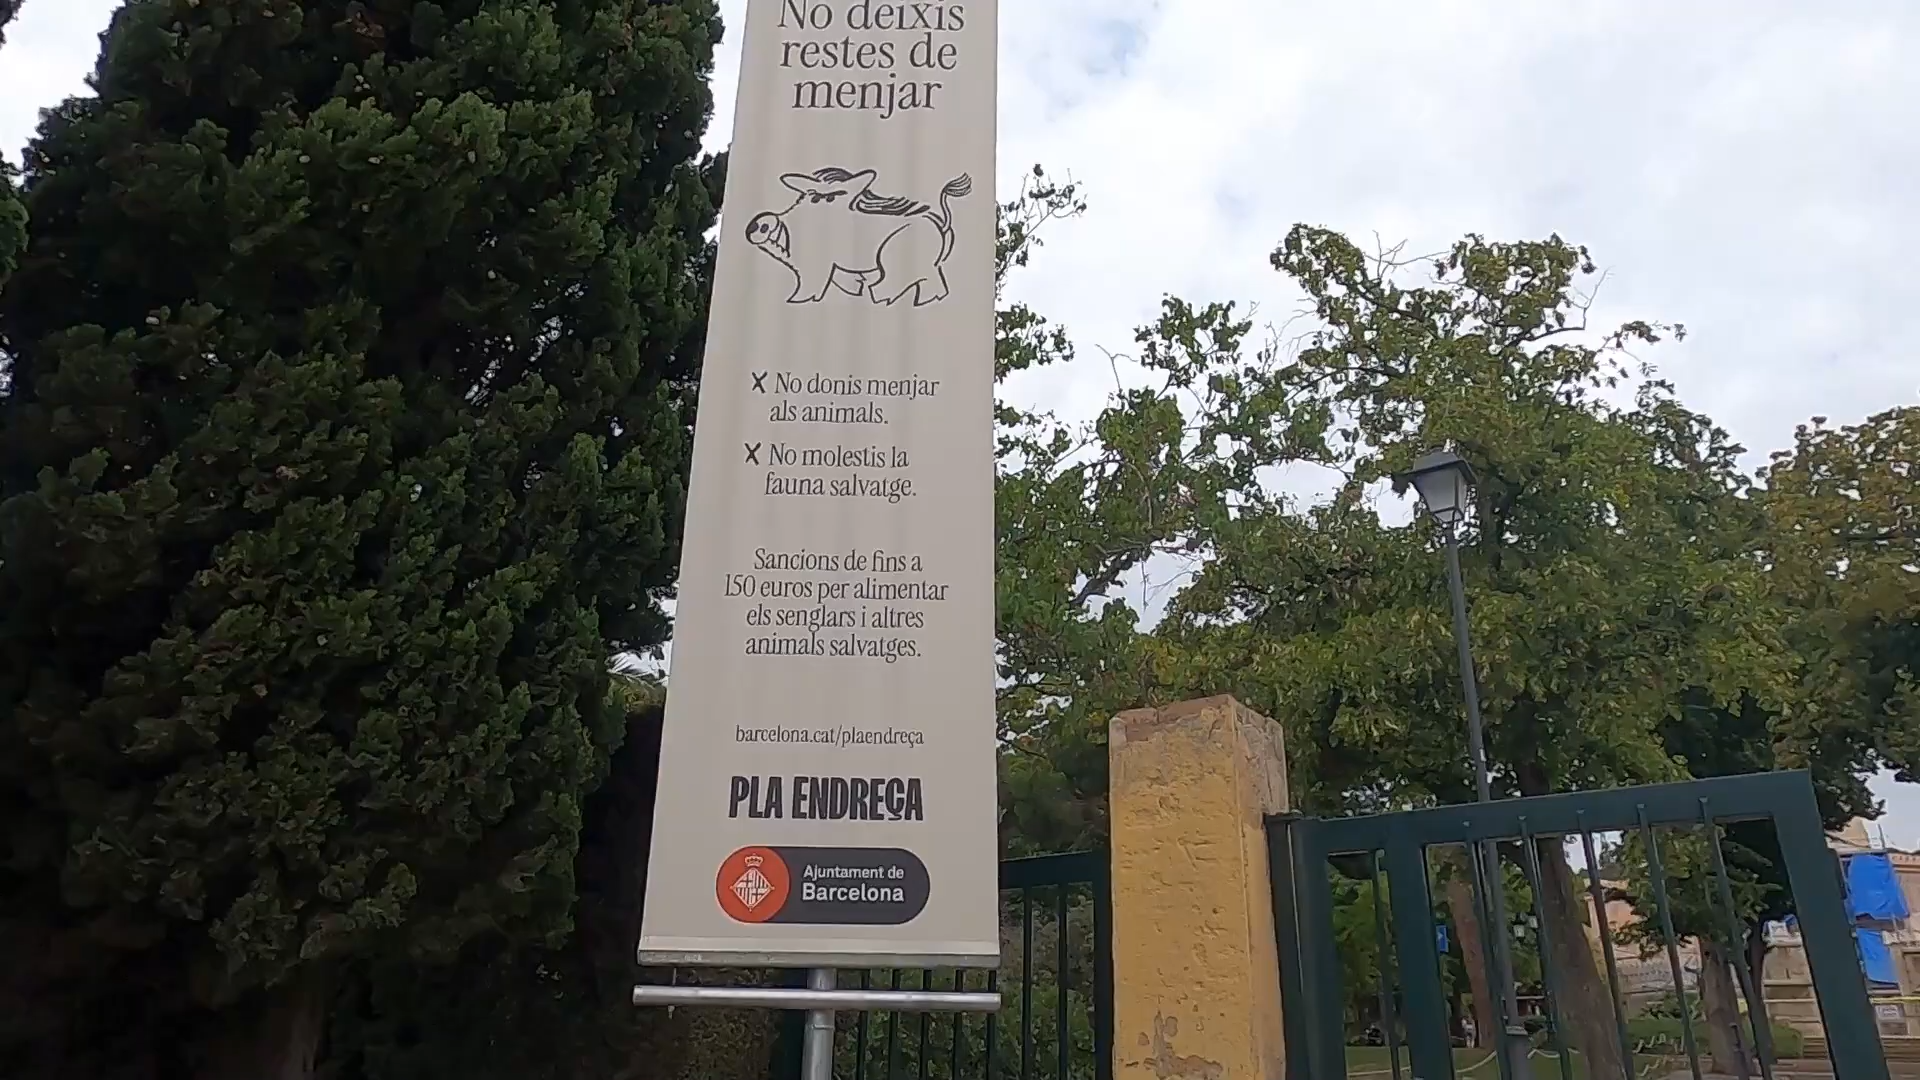 No deixis
restes de
menjar
X No donis menjar
als animals.
X No molestis la
fauna salvatge.
Sancions de fins a
150 euros per alimentar
els senglars i altres
animals salvatges.
barcelona.cat/plaendreça
PLA ENDREÇA
Ajuntament de
Barcelona